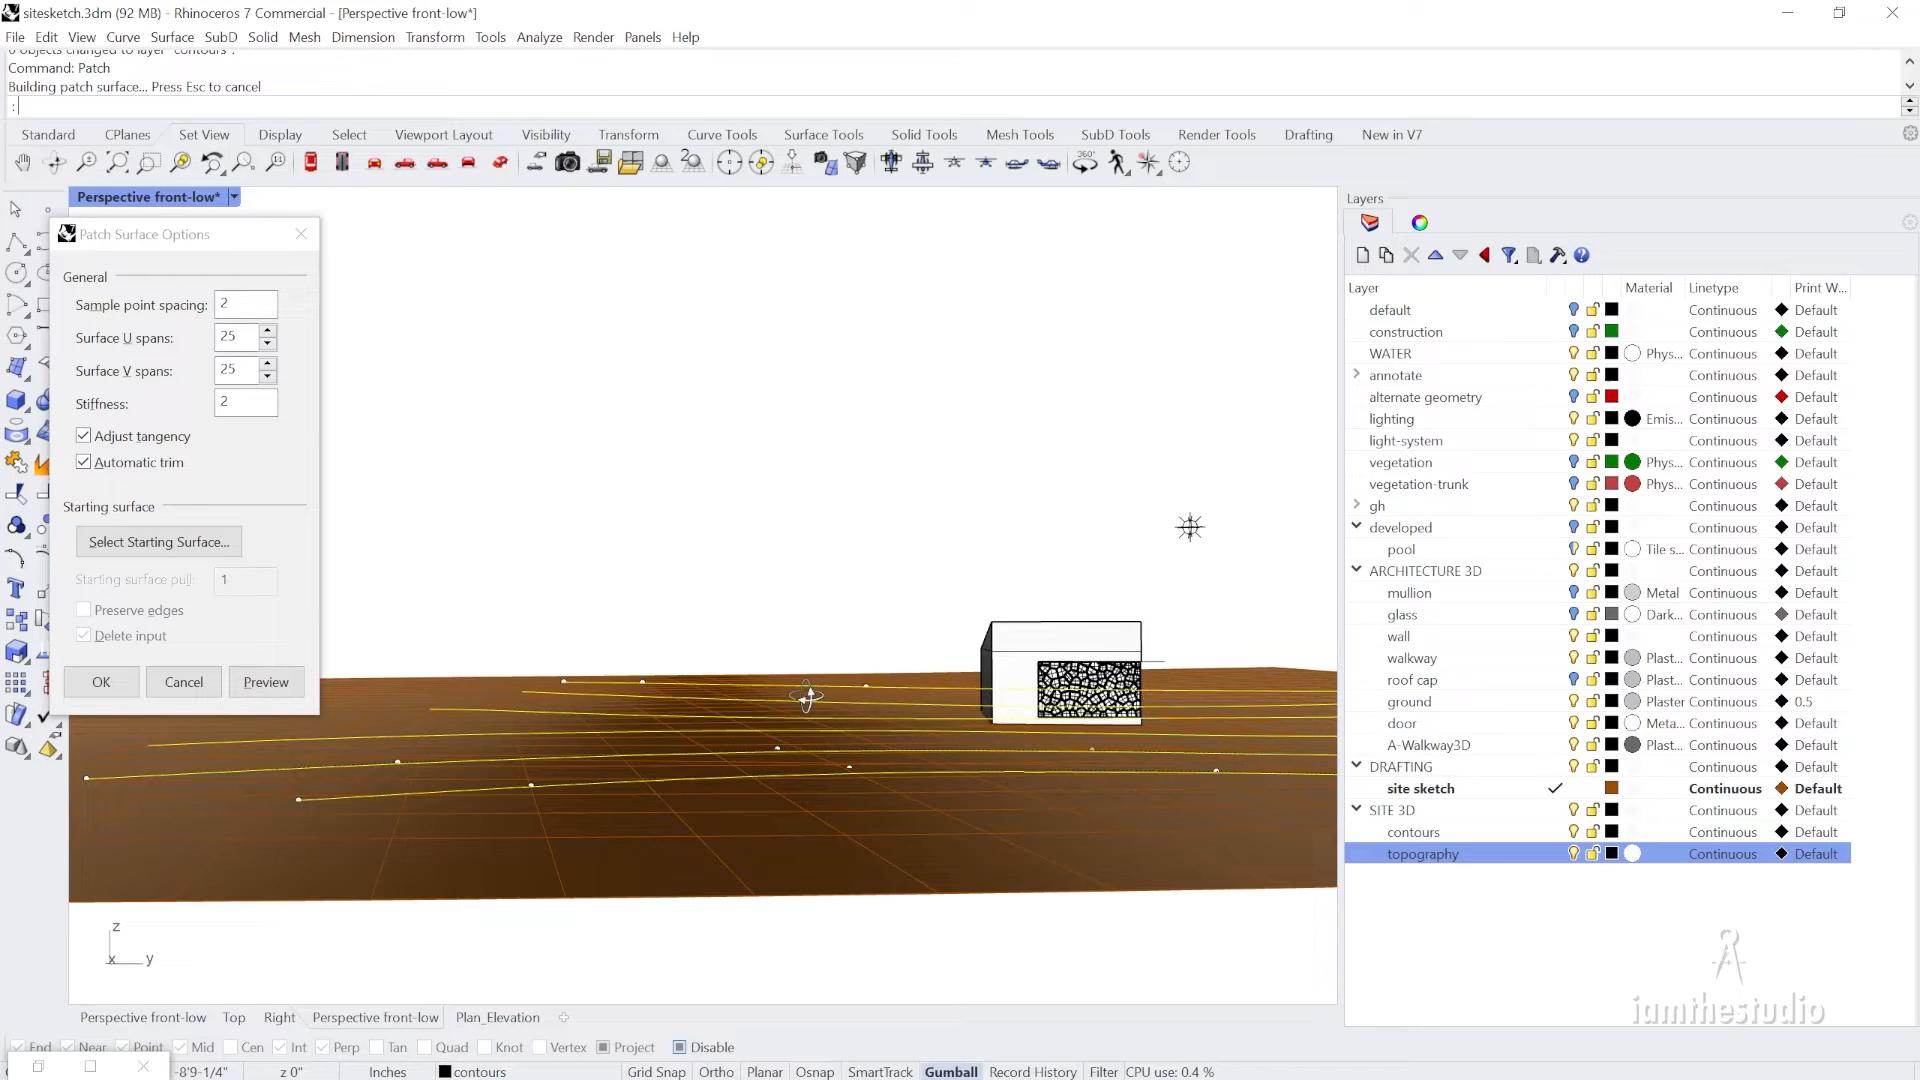 sitesketch.3dm (92 MB) - Rhinoceros 7 Commercial - [Perspective front-low*]
File Edit View Curve Surface SubD Solid Mesh Dimension Transform Tools Analyze Render Panels Help
0 objects changed to layer "contours".
Command: Patch
Building patch surface... Press Esc to cancel
:
Standard CPlanes Set View Display Select Viewport Layout Visibility Transform Curve Tools Surface Tools Solid Tools Mesh Tools SubD Tools Render Tools Drafting New in V7
Perspective front-low*
Patch Surface Options
General
Sample point spacing: 2
Surface U spans: 25
Surface V spans: 25
Stiffness: 2
Adjust tangency
Automatic trim
Starting surface
Select Starting Surface...
Starting surface pull: 1
Preserve edges
Delete input
OK Cancel Preview
z
x y
Layers
Layer Material Linetype Print W...
default Continuous Default
construction Continuous Default
WATER Phys... Continuous Default
annotate Continuous Default
alternate geometry Continuous Default
lighting Emis... Continuous Default
light-system Continuous Default
vegetation Phys... Continuous Default
vegetation-trunk Phys... Continuous Default
gh Continuous Default
developed Continuous Default
pool Tile s... Continuous Default
ARCHITECTURE 3D Continuous Default
mullion Metal Continuous Default
glass Dark... Continuous Default
wall Continuous Default
walkway Plast... Continuous Default
roof cap Plast... Continuous Default
ground Plaster Continuous 0.5
door Meta... Continuous Default
A-Walkway3D Plast... Continuous Default
DRAFTING Continuous Default
site sketch Continuous Default
SITE 3D Continuous Default
contours Continuous Default
topography Continuous Default
iamthestudio
Perspective front-low Top Right Perspective front-low Plan_Elevation
End Near Point Mid Cen Int Perp Tan Quad Knot Vertex Project Disable
-8'9-1/4" z 0" Inches contours Grid Snap Ortho Planar Osnap SmartTrack Gumball Record History Filter CPU use: 0.4 %